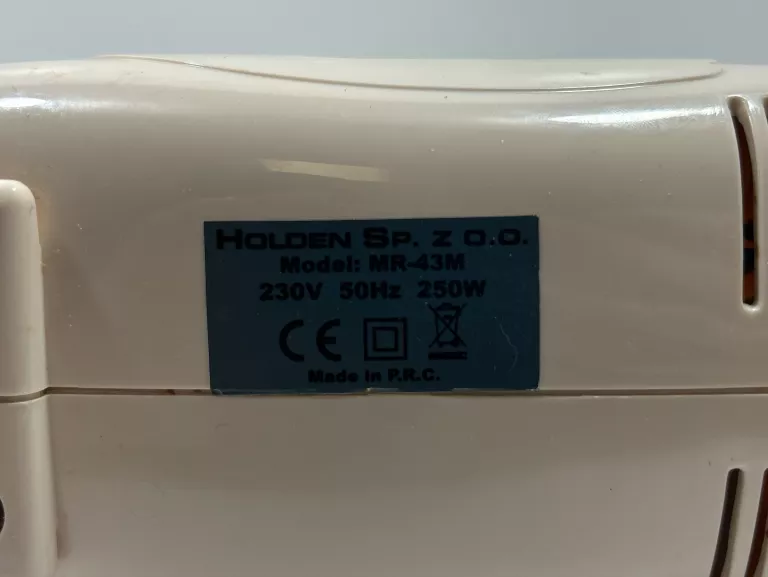 HOLDEN SP. Z O.O.
Model: MR-43M
230V 50Hz 250W
CE
Made in P.R.C.